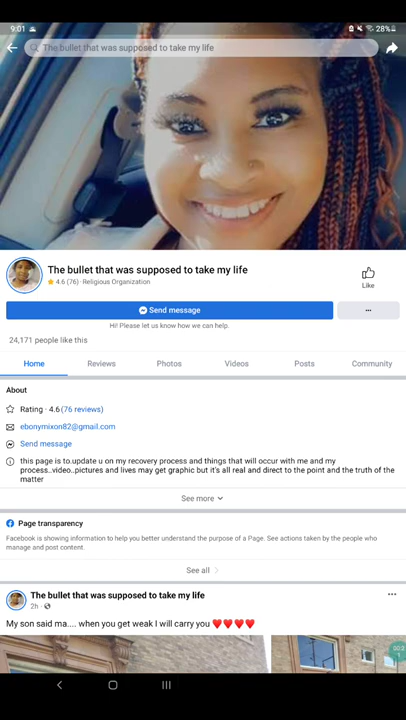 9:01
28%
The bullet that was supposed to take my life
The bullet that was supposed to take my life
4.6 (76) · Religious Organization
Like
Send message
Hi! Please let us know how we can help.
24,171 people like this
Home Reviews Photos Videos Posts Community
About
Rating · 4.6 (76 reviews)
ebonymixon82@gmail.com
Send message
this page is to.update u on my recovery process and things that will occur with me and my
process..video..pictures and lives may get graphic but it's all real and direct to the point and the truth of the
matter
See more
Page transparency
Facebook is showing information to help you better understand the purpose of a Page. See actions taken by the people who
manage and post content.
See all
The bullet that was supposed to take my life
2h ·
My son said ma.... when you get weak I will carry you ❤️❤️❤️❤️